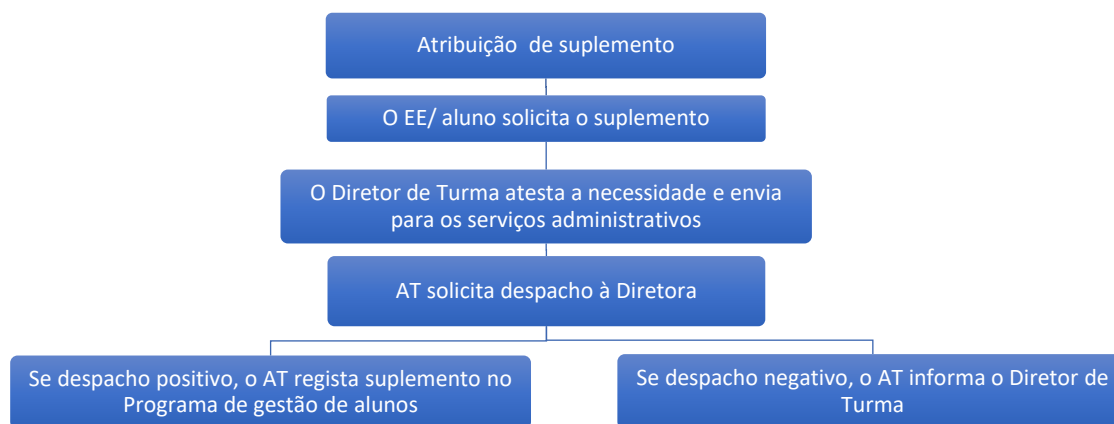 Atribuição de suplemento
O EE/ aluno solicita o suplemento
O Diretor de Turma atesta a necessidade e envia
para os serviços administrativos
AT solicita despacho à Diretora
Se despacho positivo, o AT regista suplemento no
Programa de gestão de alunos
Se despacho negativo, o AT informa o Diretor de
Turma